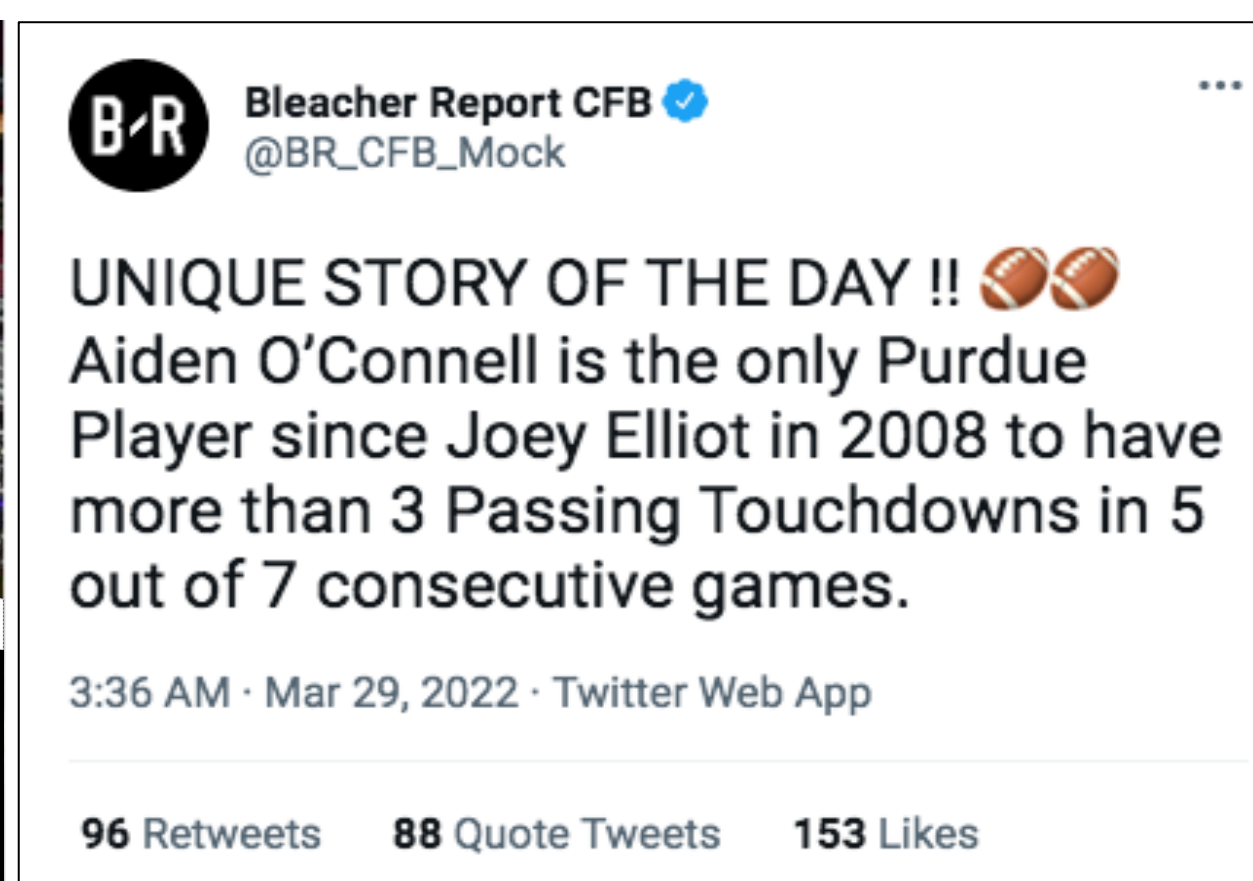 B/R
Bleacher Report CFB
@BR_CFB_Mock
UNIQUE STORY OF THE DAY !! 🏈🏈
Aiden O’Connell is the only Purdue
Player since Joey Elliot in 2008 to have
more than 3 Passing Touchdowns in 5
out of 7 consecutive games.
3:36 AM · Mar 29, 2022 · Twitter Web App
96 Retweets 88 Quote Tweets 153 Likes